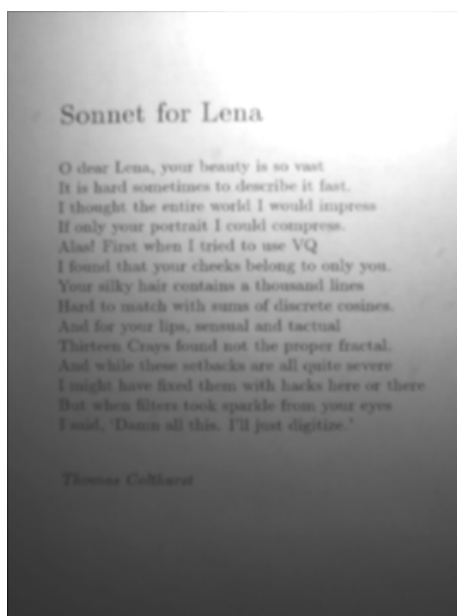 Sonnet for Lena
O dear Lena, your beauty is so vast
It is hard sometimes to describe it fast.
I thought the entire world I would impress
If only your portrait I could compress.
Alas! First when I tried to use VQ
I found that your cheeks belong to only you.
Your silky hair contains a thousand lines
Hard to match with sums of discrete cosines.
And for your lips, sensual and tactual
Thirteen Crays found not the proper fractal.
And while these setbacks are all quite severe
I might have fixed them with hacks here or there
But when filters took sparkle from your eyes
I said, 'Damn all this. I'll just digitize.'
Thomas Colthurst